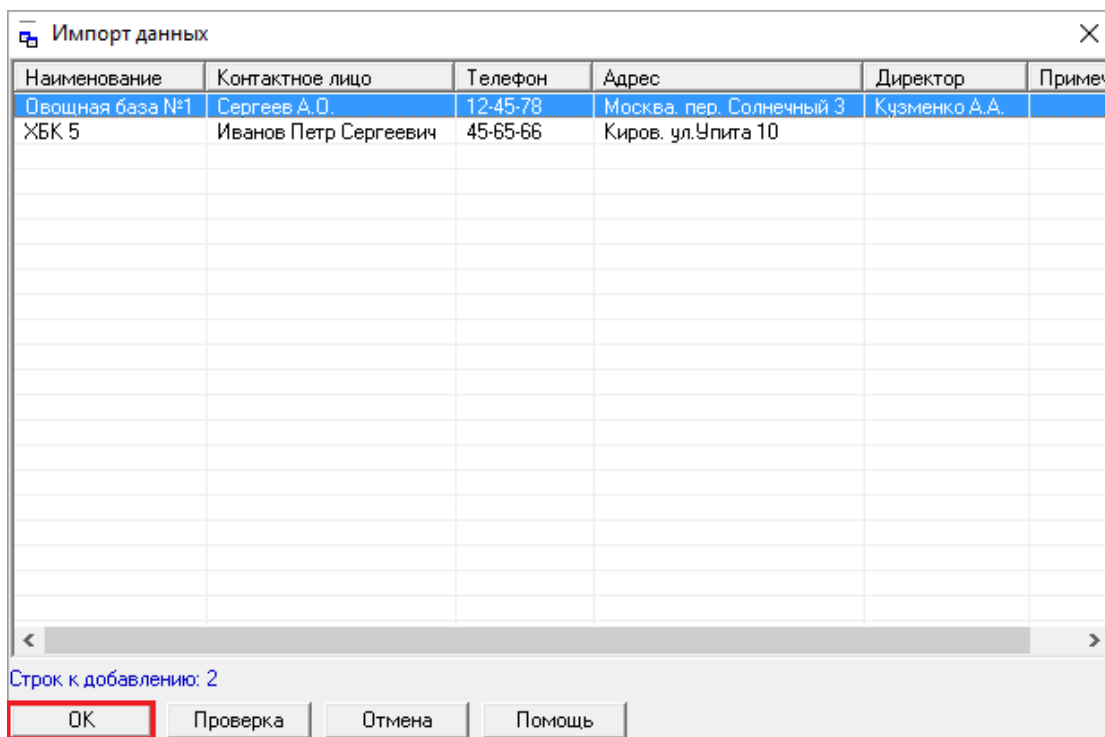 Импорт данных
Наименование Контактное лицо Телефон Адрес Директор Примеч
Овощная база №1 Сергеев А.О. 12-45-78 Москва. пер. Солнечный 3 Кузменко А.А.
ХБК 5 Иванов Петр Сергеевич 45-65-66 Киров. ул.Упита 10
Строк к добавлению: 2
OK Проверка Отмена Помощь